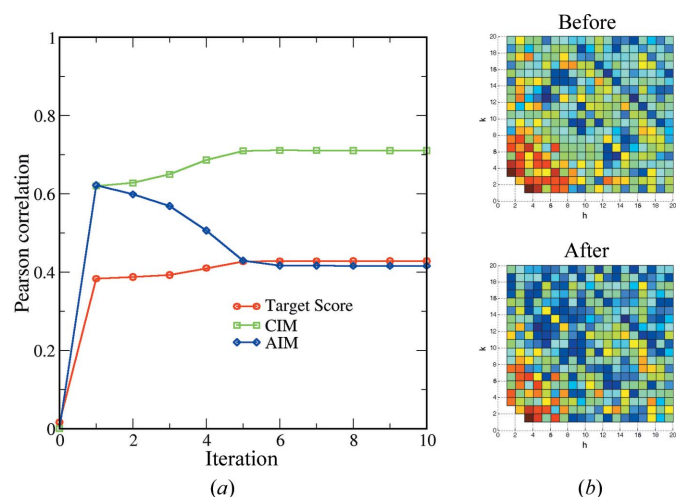 1
0.8
0.6
0.4
0.2
0
Pearson correlation
0 2 4 6 8 10
Iteration
Target Score
CIM
AIM
(a)
Before
20
18
16
14
12
10
8
6
4
2
0
k
0 2 4 6 8 10 12 14 16 18 20
h
After
20
18
16
14
12
10
8
6
4
2
0
k
0 2 4 6 8 10 12 14 16 18 20
h
(b)